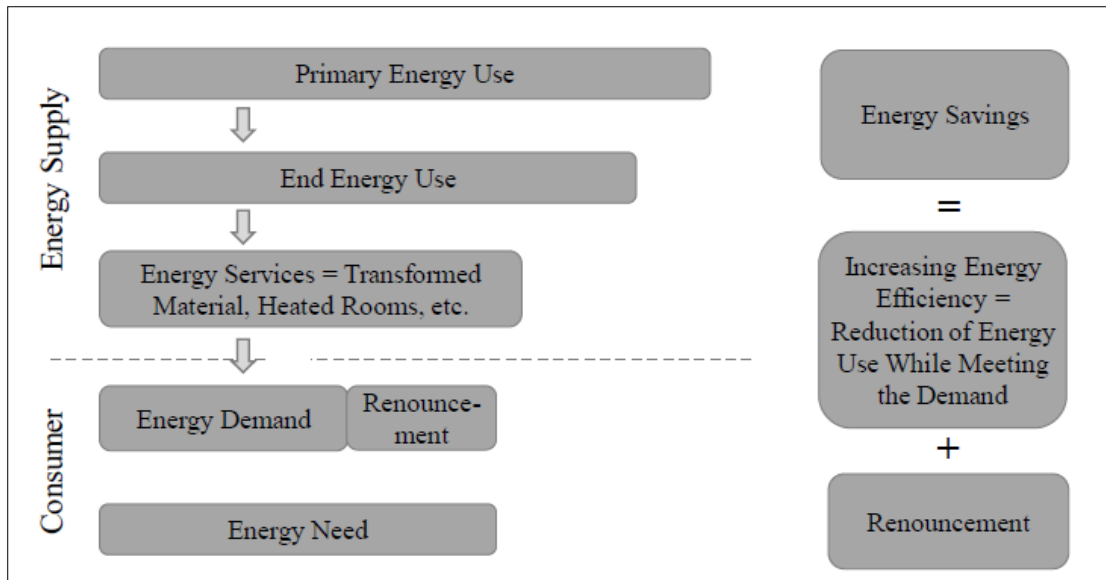 Energy Supply
Primary Energy Use
End Energy Use
Energy Services = Transformed
Material, Heated Rooms, etc.
Consumer
Energy Demand
Renounce-
ment
Energy Need
Energy Savings
=
Increasing Energy
Efficiency =
Reduction of Energy
Use While Meeting
the Demand
+
Renouncement